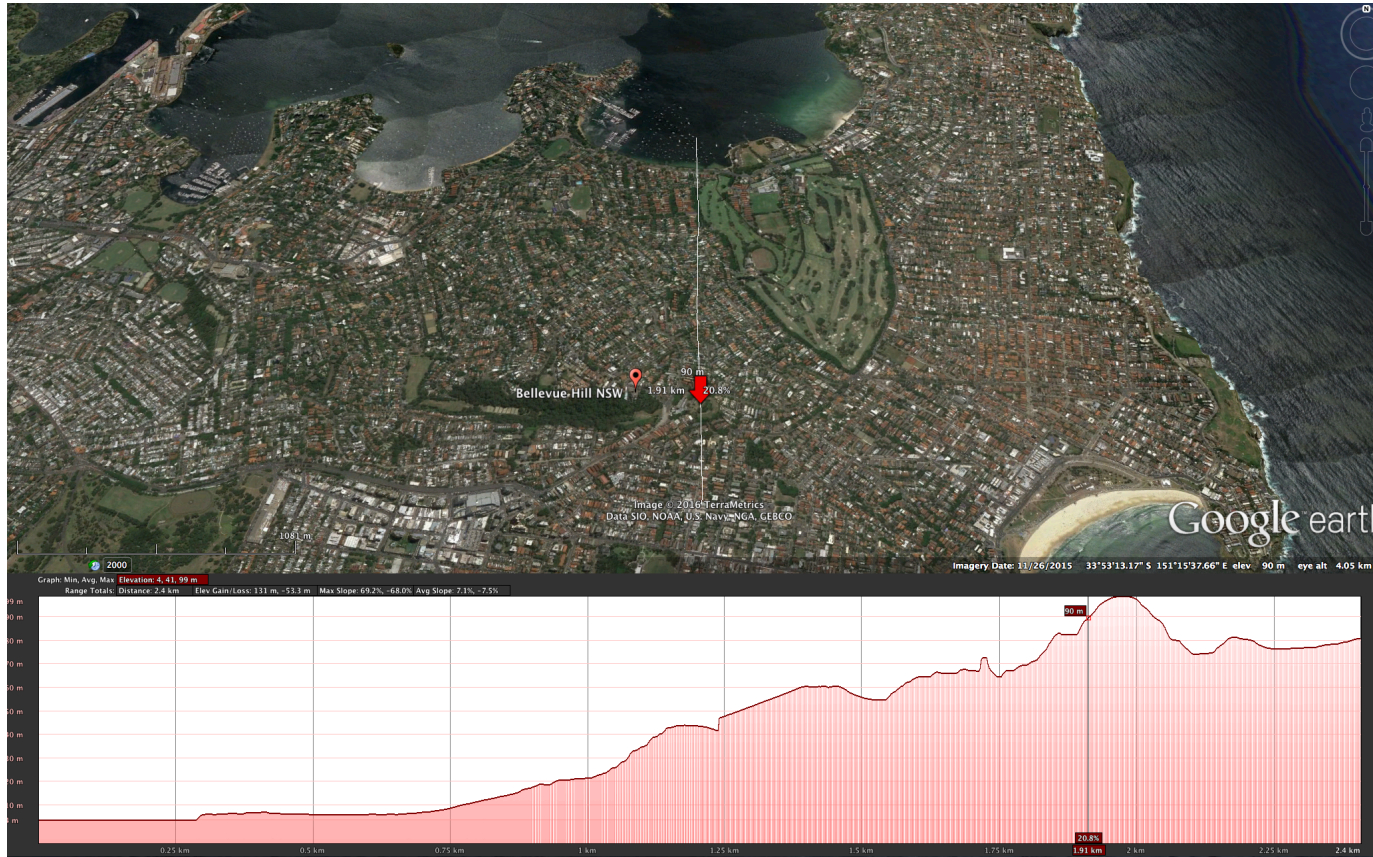 N
90 m
Bellevue Hill NSW
1.91 km 20.8%
Image © 2016 TerraMetrics
Data SIO, NOAA, U.S. Navy, NGA, GEBCO
Google eart
1081 m
2000
Imagery Date: 11/26/2015 33°53'13.17" S 151°15'37.66" E elev 90 m eye alt 4.05 km
Graph: Min, Avg, Max Elevation: 4, 41, 99 m
Range Totals: Distance: 2.4 km Elev Gain/Loss: 131 m, -53.3 m Max Slope: 69.2%, -68.0% Avg Slope: 7.1%, -7.5%
99 m
90 m
90 m
80 m
70 m
60 m
50 m
40 m
30 m
20 m
10 m
4 m
20.8%
0.25 km 0.5 km 0.75 km 1 km 1.25 km 1.5 km 1.75 km 1.91 km 2 km 2.25 km 2.4 km